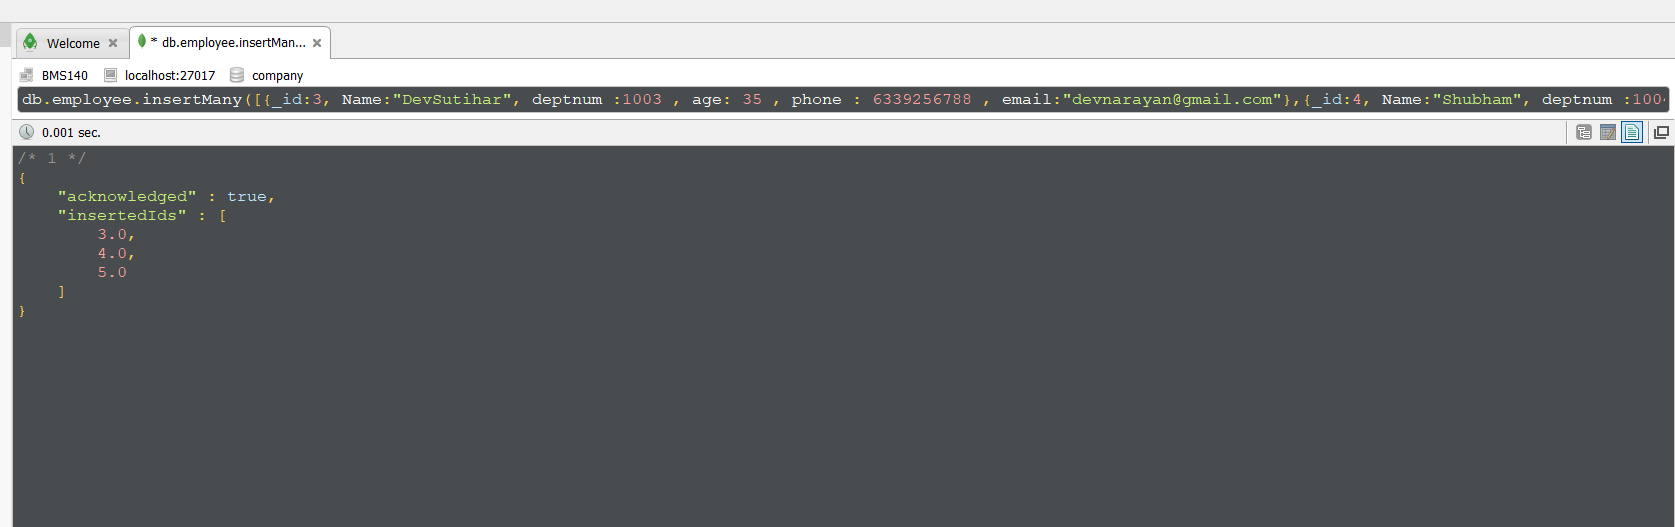 Welcome * db.employee.insertMan...
BMS140 localhost:27017 company
db.employee.insertMany([{_id:3, Name:"DevSutihar", deptnum :1003 , age: 35 , phone : 6339256788 , email:"devnarayan@gmail.com"},{_id:4, Name:"Shubham", deptnum :100
0.001 sec.
/* 1 */
{
"acknowledged" : true,
"insertedIds" : [
3.0,
4.0,
5.0
]
}